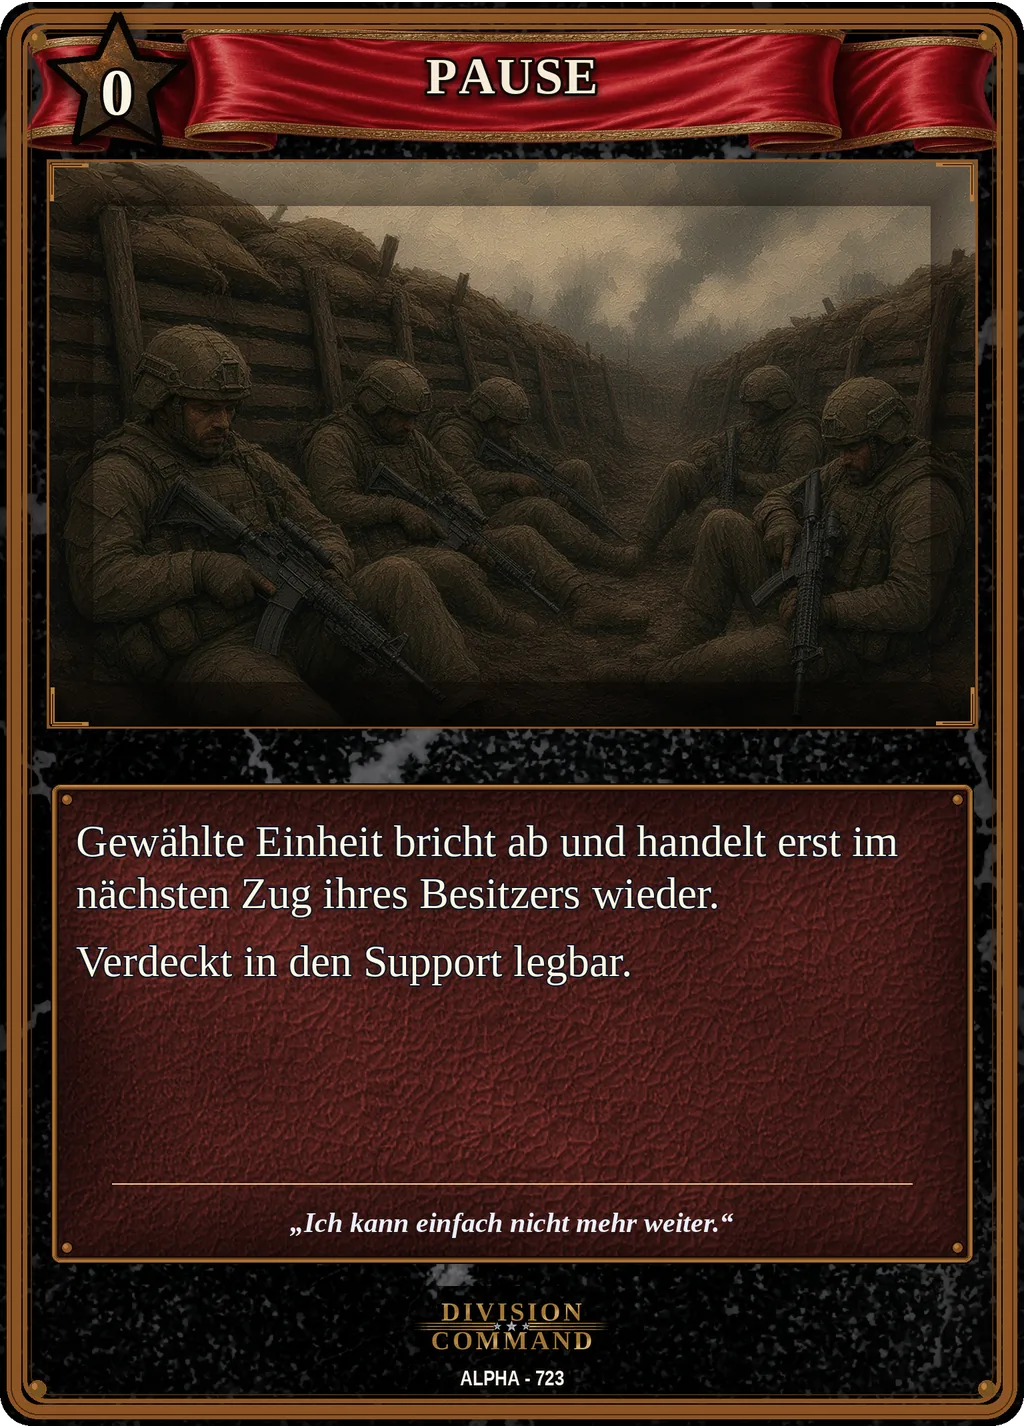 0
PAUSE
Gewählte Einheit bricht ab und handelt erst im
nächsten Zug ihres Besitzers wieder.
Verdeckt in den Support legbar.
„Ich kann einfach nicht mehr weiter.“
DIVISION
COMMAND
ALPHA - 723